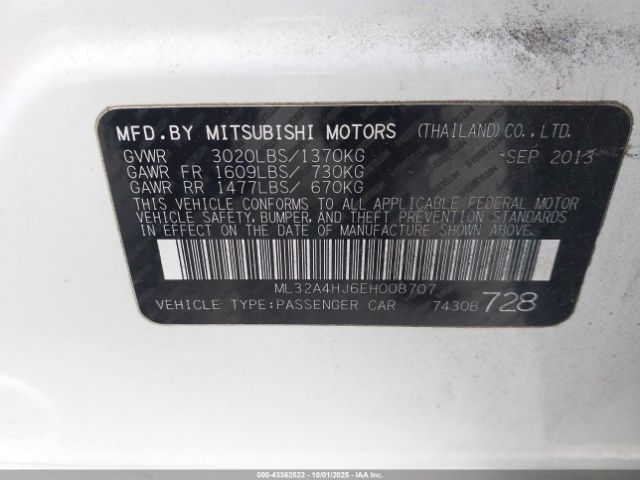 MFD.BY MITSUBISHI MOTORS (THAILAND)CO.,LTD.
GVWR 3020LBS/1370KG SEP 2013
GAWR FR 1609LBS/ 730KG
GAWR RR 1477LBS/ 670KG
THIS VEHICLE CONFORMS TO ALL APPLICABLE FEDERAL MOTOR
VEHICLE SAFETY, BUMPER, AND THEFT PREVENTION STANDARDS
IN EFFECT ON THE DATE OF MANUFACTURE SHOWN ABOVE.
ML32A4HJ6EH008707
VEHICLE TYPE:PASSENGER CAR 7430B 728
000-43362522 - 10/01/2025 - IAAI.COM